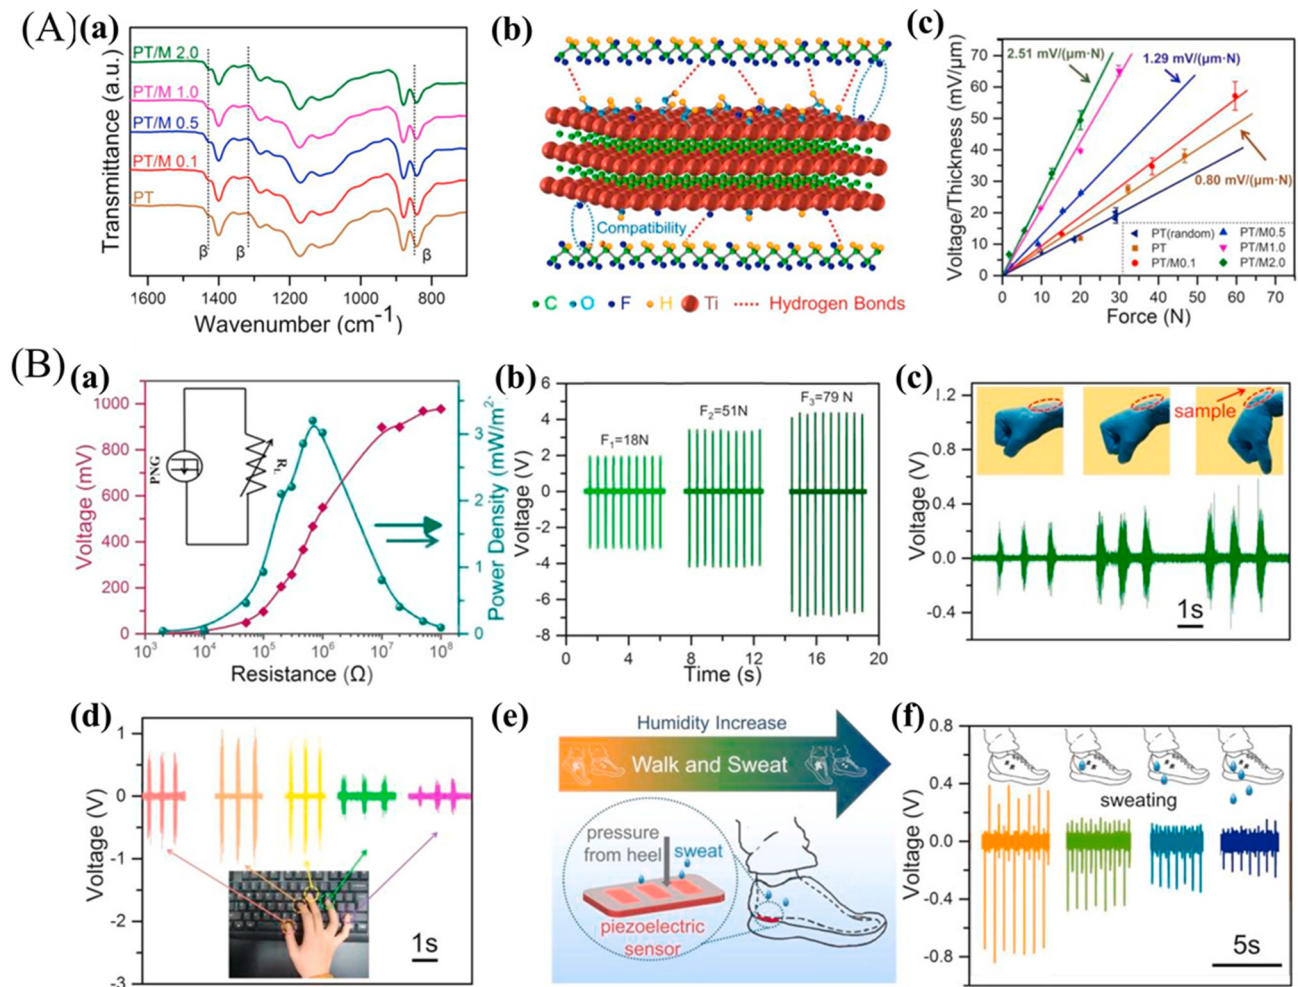 (A)
(a)
PT/M 2.0
PT/M 1.0
PT/M 0.5
PT/M 0.1
PT
β
β
β
Transmittance (a.u.)
1600
1400
1200
1000
800
Wavenumber (cm-1)
(b)
Compatibility
C
O
F
H
Ti
Hydrogen Bonds
(c)
2.51 mV/(μm·N)
1.29 mV/(μm·N)
0.80 mV/(μm·N)
Voltage/Thickness (mV/μm)
70
60
50
40
30
20
10
0
PT(random)
PT/M0.5
PT
PT/M1.0
PT/M0.1
PT/M2.0
0
10
20
30
40
50
60
70
Force (N)
(B)
(a)
Voltage (mV)
1000
800
600
400
200
0
PNG
RL
Power Density (mW/m2)
3
2
1
0
103
104
105
106
107
108
Resistance (Ω)
(b)
Voltage (V)
6
4
2
0
-2
-4
-6
-8
F1=18N
F2=51N
F3=79 N
0
4
8
12
16
20
Time (s)
(c)
Voltage (V)
1.2
0.8
0.4
0.0
-0.4
sample
1s
(d)
Voltage (V)
1
0
-1
-2
-3
1s
(e)
Humidity Increase
Walk and Sweat
pressure
from heel
sweat
piezoelectric
sensor
(f)
Voltage (V)
0.8
0.4
0.0
-0.4
-0.8
sweating
5s